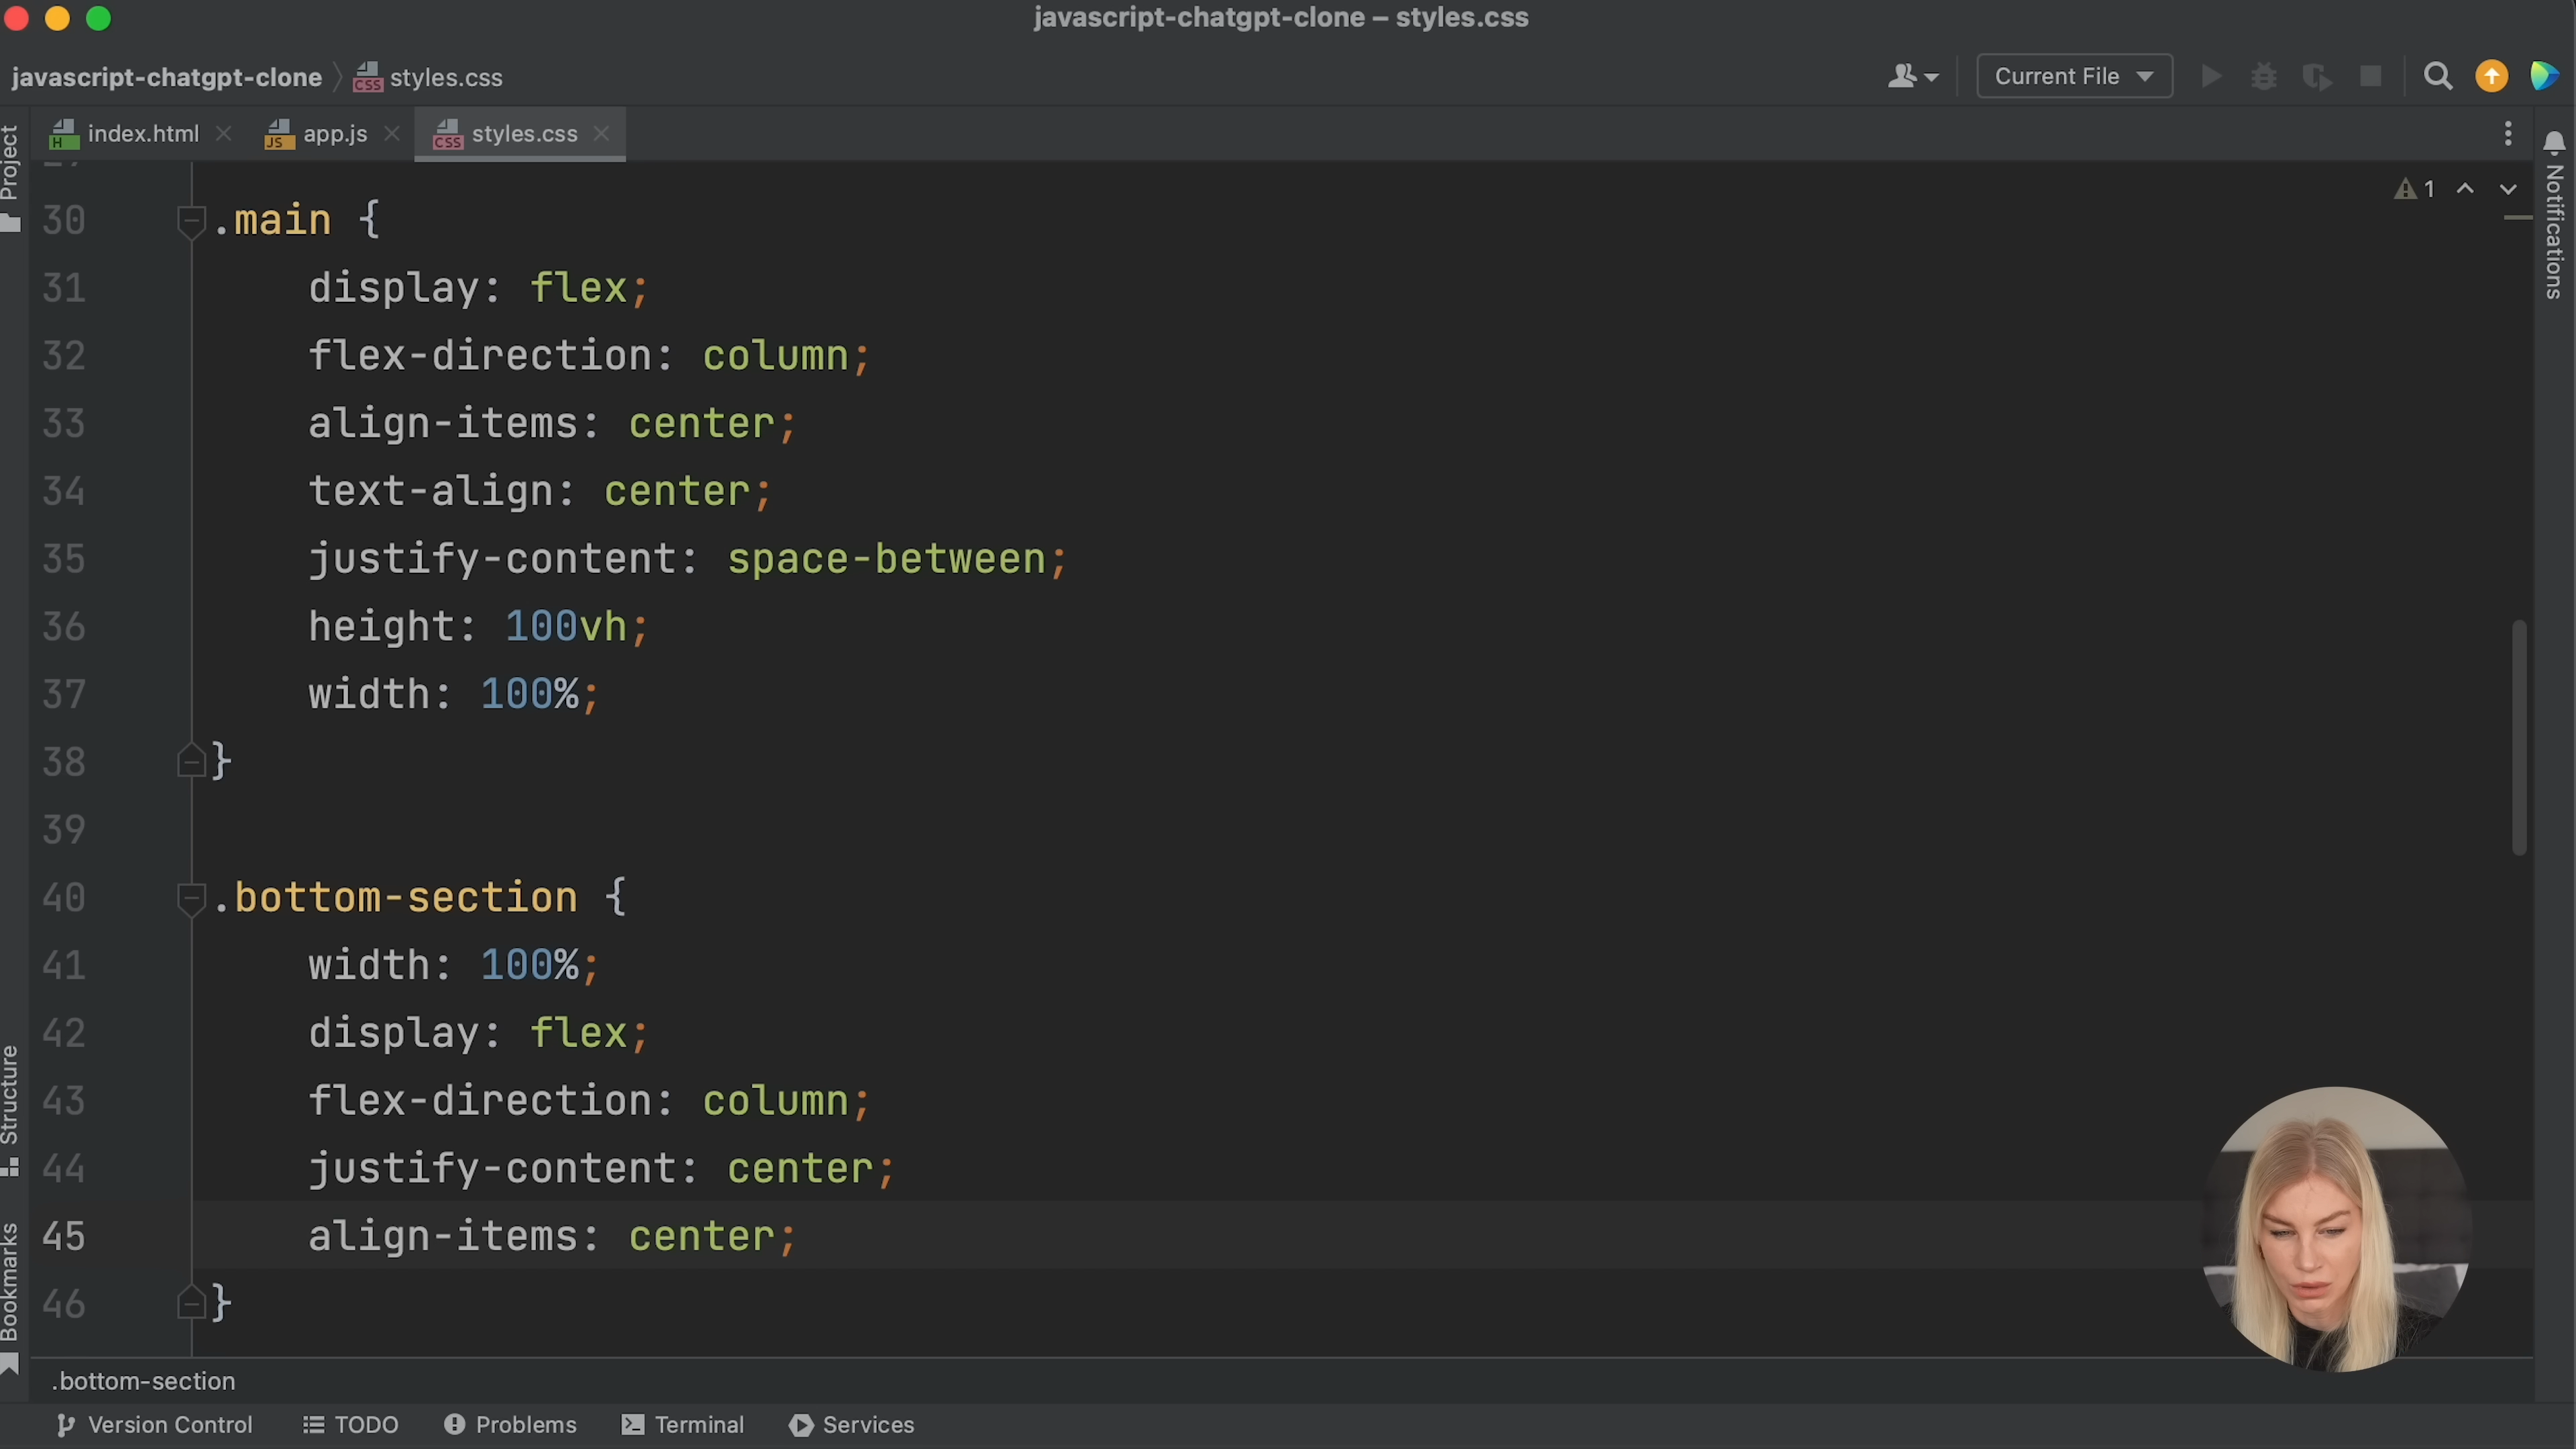 javascript-chatgpt-clone – styles.css
javascript-chatgpt-clone
styles.css
Current File
index.html
app.js
styles.css
Project
Notifications
1
30 .main {
31 display: flex;
32 flex-direction: column;
33 align-items: center;
34 text-align: center;
35 justify-content: space-between;
36 height: 100vh;
37 width: 100%;
38 }
39
40 .bottom-section {
41 width: 100%;
42 display: flex;
43 flex-direction: column;
44 justify-content: center;
45 align-items: center;
46 }
Structure
Bookmarks
.bottom-section
Version Control
TODO
Problems
Terminal
Services